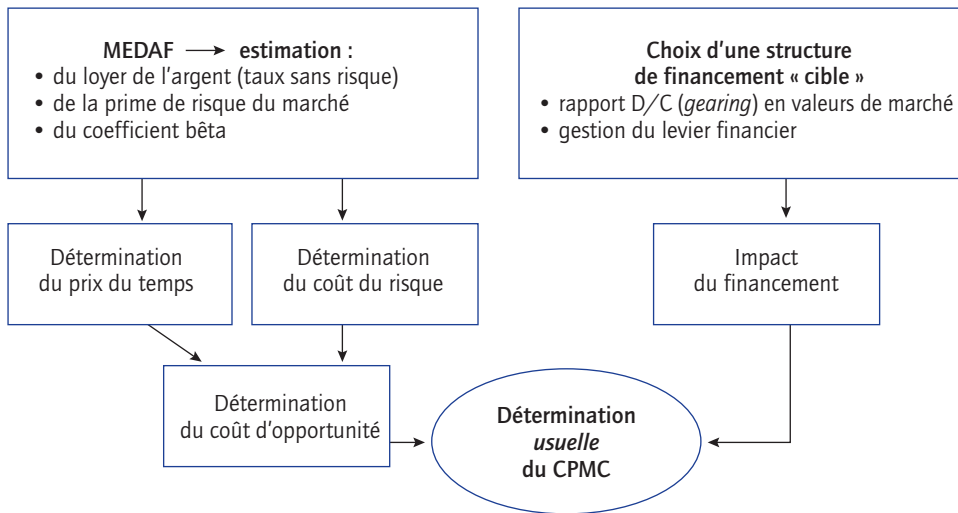 MEDAF → estimation :
• du loyer de l'argent (taux sans risque)
• de la prime de risque du marché
• du coefficient bêta
Choix d'une structure
de financement « cible »
• rapport D/C (gearing) en valeurs de marché
• gestion du levier financier
Détermination
du prix du temps
Détermination
du coût du risque
Impact
du financement
Détermination
du coût d'opportunité
Détermination
usuelle
du CPMC